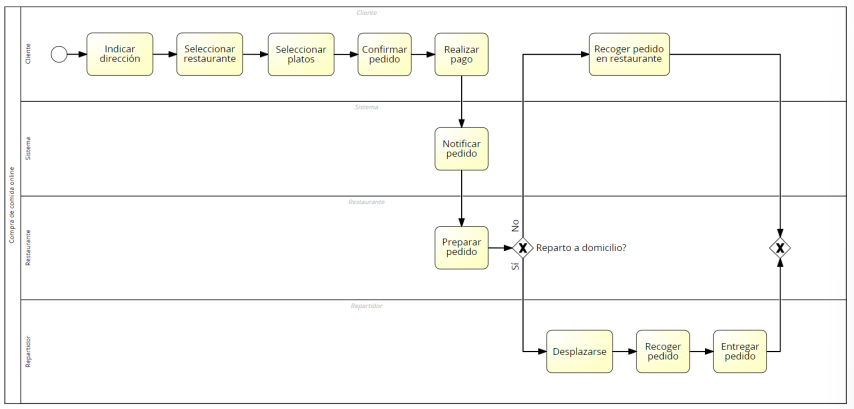 Compra de comida online
Cliente
Cliente
Indicar
dirección
Seleccionar
restaurante
Seleccionar
platos
Confirmar
pedido
Realizar
pago
Recoger pedido
en restaurante
Sistema
Sistema
Notificar
pedido
Restaurante
Restaurante
Preparar
pedido
No
Reparto a domicilio?
Sí
Repartidor
Repartidor
Desplazarse
Recoger
pedido
Entregar
pedido